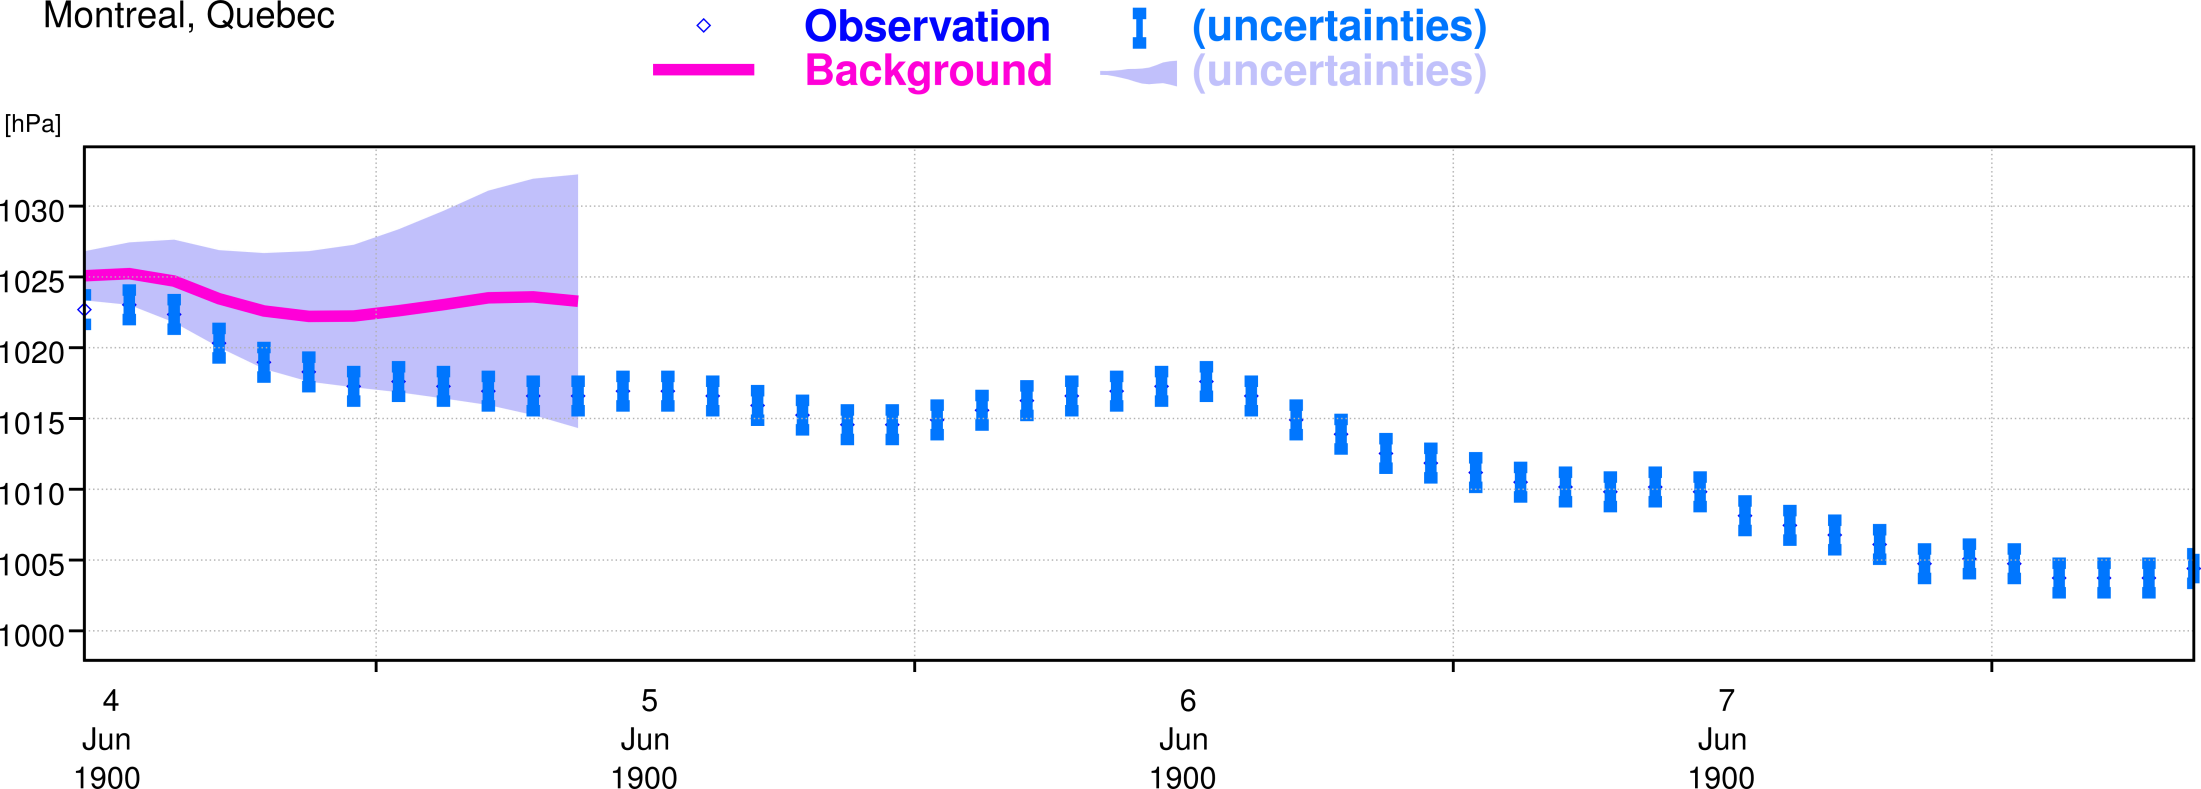 Montreal, Quebec
Observation (uncertainties)
Background (uncertainties)
[hPa]
1030
1025
1020
1015
1010
1005
1000
4 5 6 7
Jun Jun Jun Jun
1900 1900 1900 1900